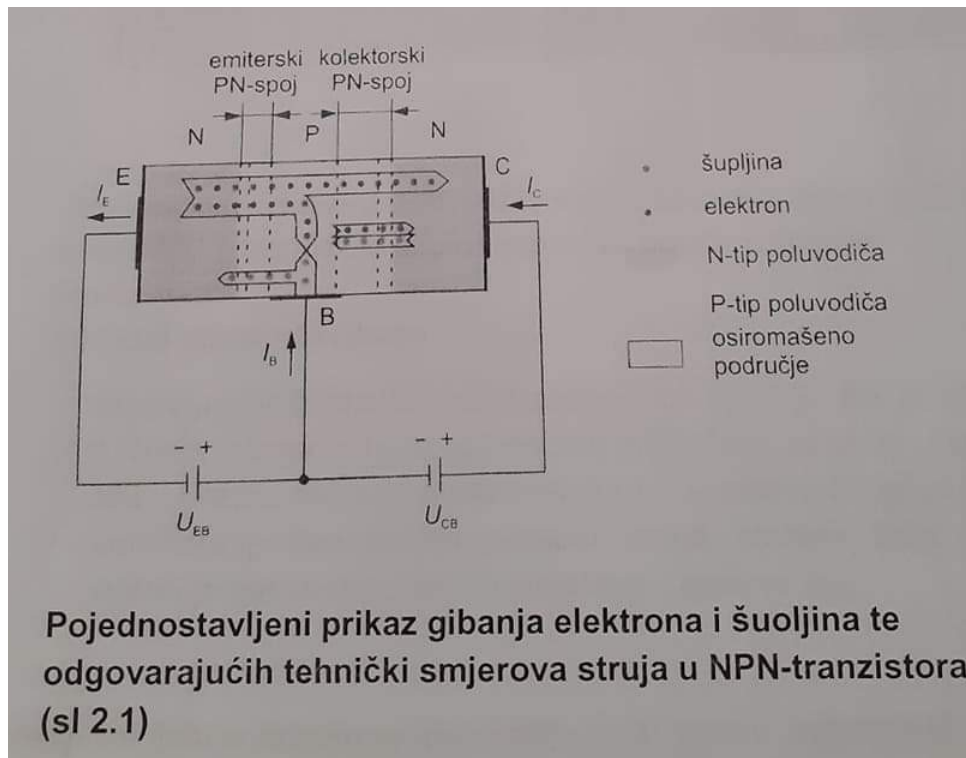 emiterski kolektorski
PN-spoj PN-spoj
N P N
E C
I_E I_C
B
I_B
- + - +
U_EB U_CB
šupljina
elektron
N-tip poluvodiča
P-tip poluvodiča
osiromašeno
područje
Pojednostavljeni prikaz gibanja elektrona i šuoljina te
odgovarajućih tehnički smjerova struja u NPN-tranzistora
(sl 2.1)